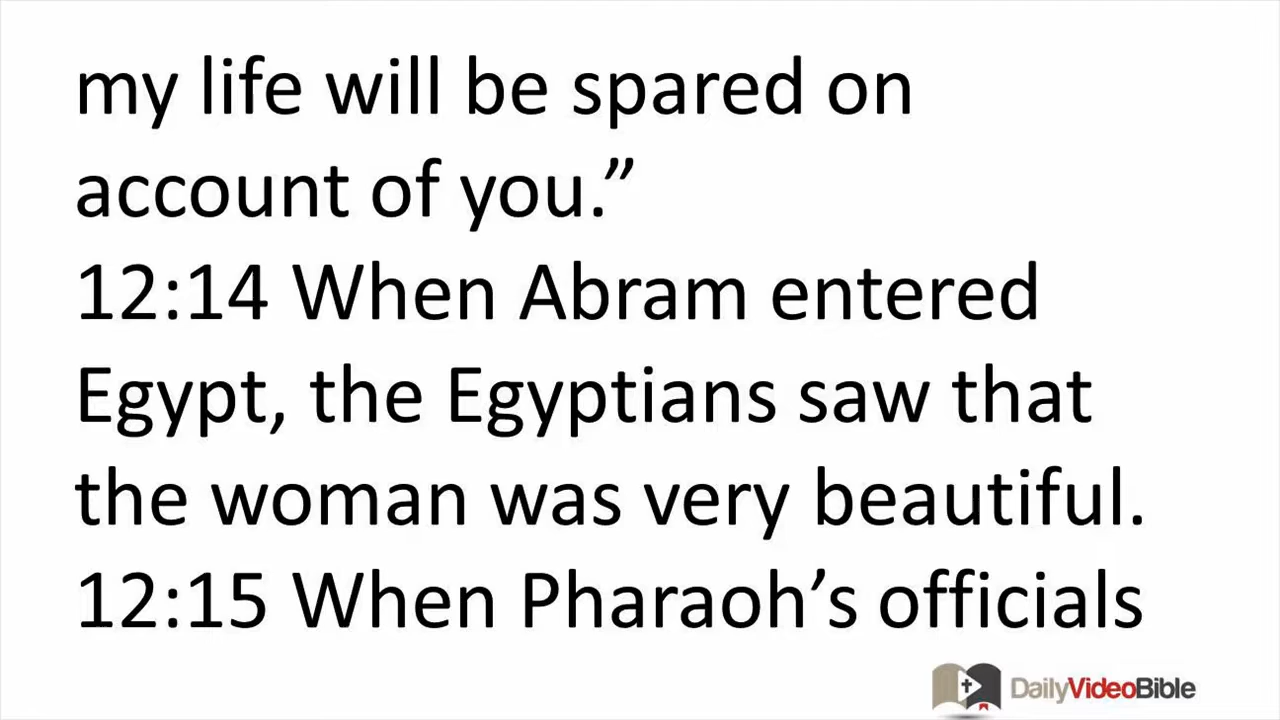 my life will be spared on
account of you.”
12:14 When Abram entered
Egypt, the Egyptians saw that
the woman was very beautiful.
12:15 When Pharaoh’s officials
DailyVideoBible